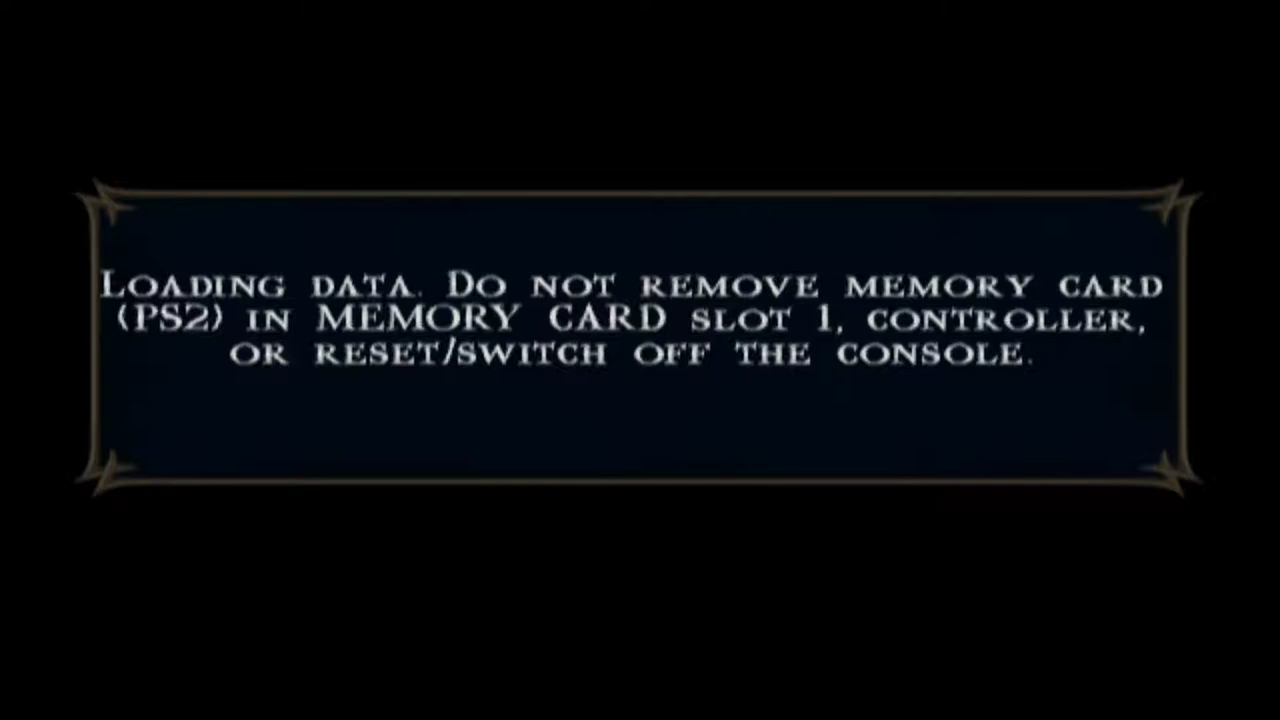 Loading data. Do not remove memory card
(PS2) in MEMORY CARD slot 1, controller,
or reset/switch off the console.